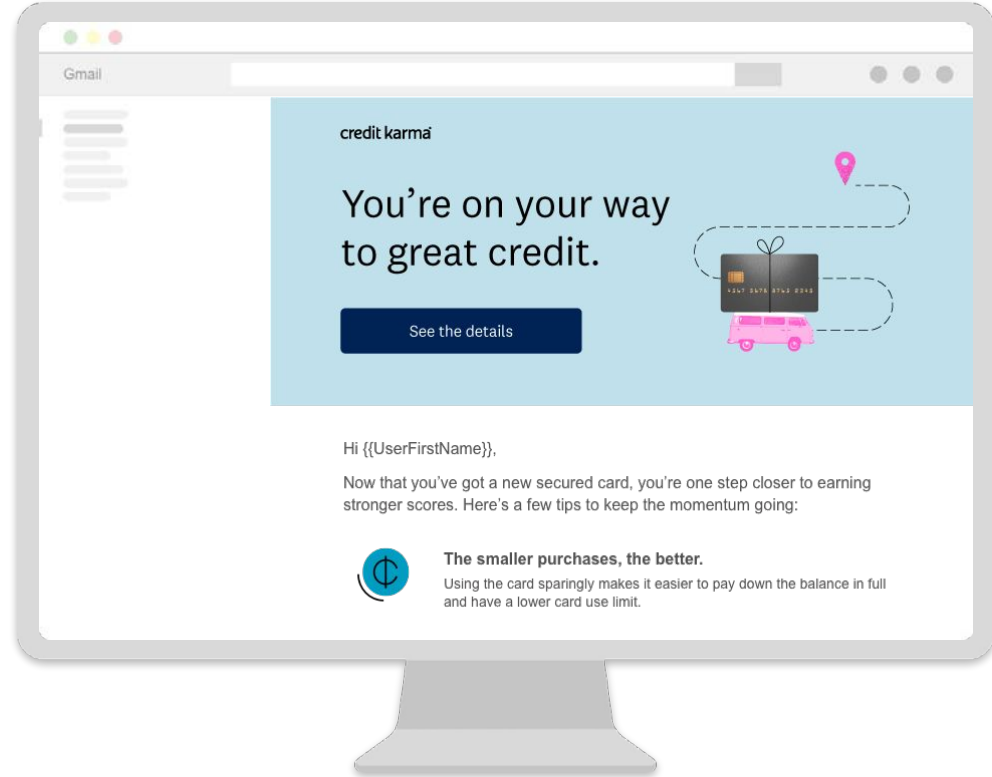 Gmail
credit karma
You're on your way
to great credit.
See the details
Hi {{UserFirstName}},
Now that you've got a new secured card, you're one step closer to earning
stronger scores. Here's a few tips to keep the momentum going:
The smaller purchases, the better.
Using the card sparingly makes it easier to pay down the balance in full
and have a lower card use limit.